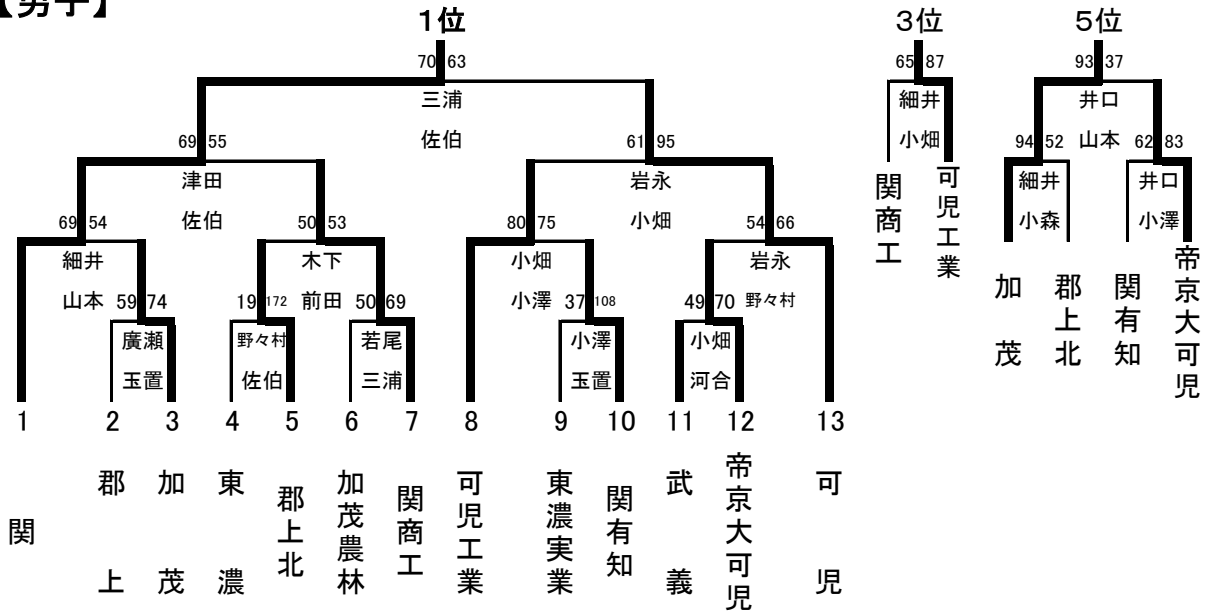 【男子】
1位
3位
5位
70 63
65 87
93 37
三浦
佐伯
細井
小畑
井口
山本
69 55
61 95
94 52
62 83
津田
佐伯
岩永
小畑
関商工
可児工業
細井
小森
井口
小澤
69 54
50 53
80 75
54 66
細井
山本
木下
前田
小畑
小澤
岩永
野々村
加茂
郡上北
関有知
帝京大可児
59 74
19 172
50 69
37 108
49 70
廣瀬
玉置
野々村
佐伯
若尾
三浦
小澤
玉置
小畑
河合
1 2 3 4 5 6 7 8 9 10 11 12 13
関
郡上
加茂
東濃
郡上北
加茂農林
関商工
可児工業
東濃実業
関有知
武義
帝京大可児
可児